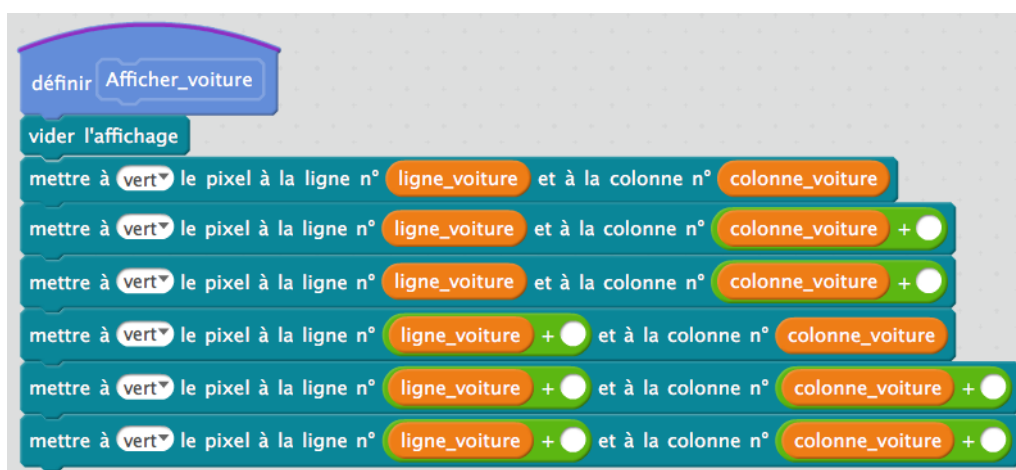 définir Afficher_voiture
vider l'affichage
mettre à vert le pixel à la ligne n° ligne_voiture et à la colonne n° colonne_voiture
mettre à vert le pixel à la ligne n° ligne_voiture et à la colonne n° colonne_voiture +
mettre à vert le pixel à la ligne n° ligne_voiture et à la colonne n° colonne_voiture +
mettre à vert le pixel à la ligne n° ligne_voiture + et à la colonne n° colonne_voiture
mettre à vert le pixel à la ligne n° ligne_voiture + et à la colonne n° colonne_voiture +
mettre à vert le pixel à la ligne n° ligne_voiture + et à la colonne n° colonne_voiture +